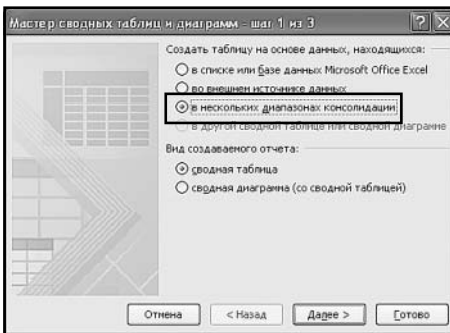 Мастер сводных таблиц и диаграмм - шаг 1 из 3
Создать таблицу на основе данных, находящихся:
в списке или базе данных Microsoft Office Excel
во внешнем источнике данных
в нескольких диапазонах консолидации
в другой сводной таблице или сводной диаграмме
Вид создаваемого отчета:
сводная таблица
сводная диаграмма (со сводной таблицей)
Отмена < Назад Далее > Готово